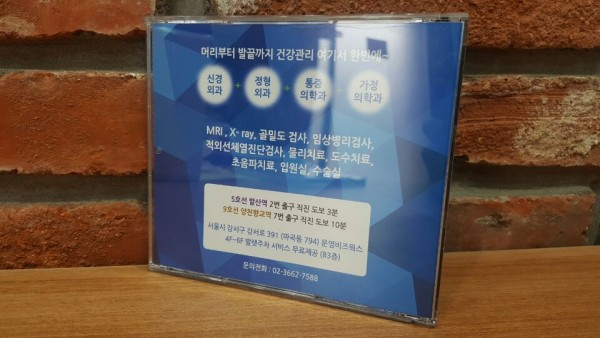 머리부터 발끝까지 건강관리 여기서 한번에~
신경외과 + 정형외과 + 통증의학과 + 가정의학과
MRI , X- ray, 골밀도 검사, 임상병리검사,
적외선체열진단검사, 물리치료, 도수치료,
초음파치료, 입원실, 수술실
5호선 발산역 2번 출구 직진 도보 3분
9호선 양천향교역 7번 출구 직진 도보 10분
서울시 강서구 강서로 391 (마곡동 794) 문영비즈웍스
4F~6F 발렛주차 서비스 무료제공 (B3층)
문의전화 : 02-3662-7588